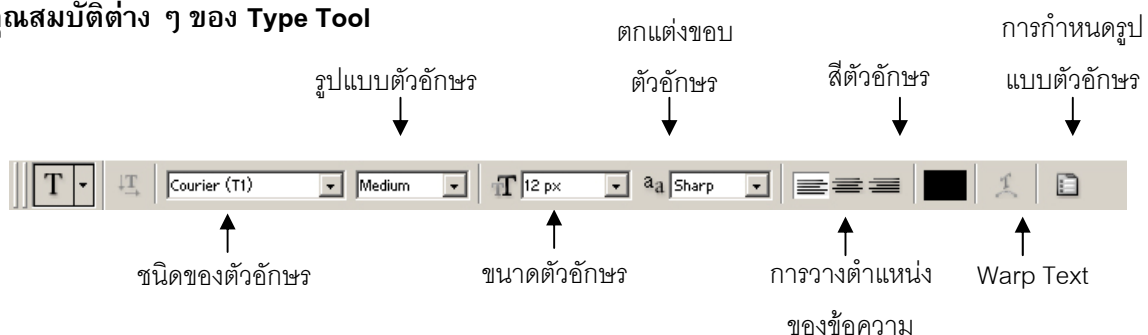 คุณสมบัติต่าง ๆ ของ Type Tool
รูปแบบตัวอักษร
ตกแต่งขอบ
ตัวอักษร
สีตัวอักษร
การกำหนดรูป
แบบตัวอักษร
T
T
Courier (T1)
Medium
T 12 px
aa Sharp
T
ชนิดของตัวอักษร
ขนาดตัวอักษร
การวางตำแหน่ง
ของข้อความ
Warp Text